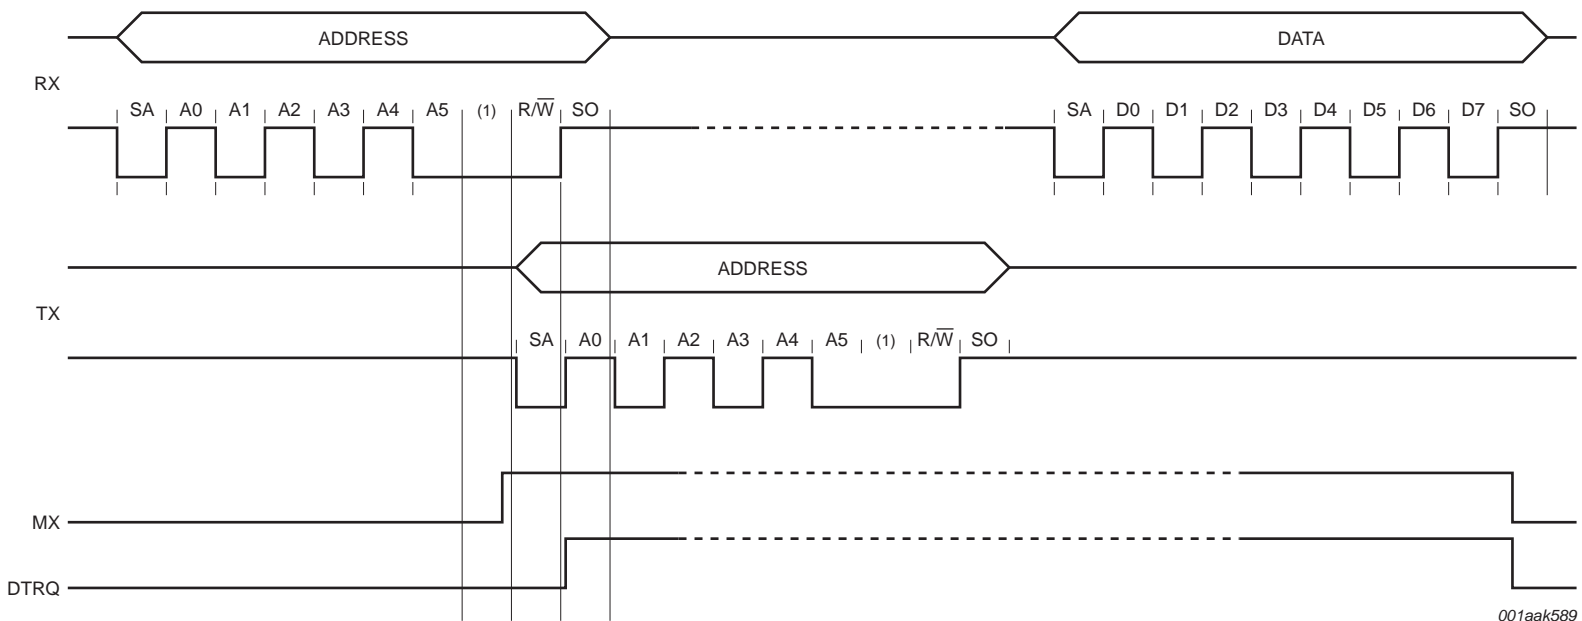 ADDRESS DATA
RX
SA A0 A1 A2 A3 A4 A5 (1) R/W̅ SO SA D0 D1 D2 D3 D4 D5 D6 D7 SO
ADDRESS
TX
SA A0 A1 A2 A3 A4 A5 (1) R/W̅ SO
MX
DTRQ
001aak589